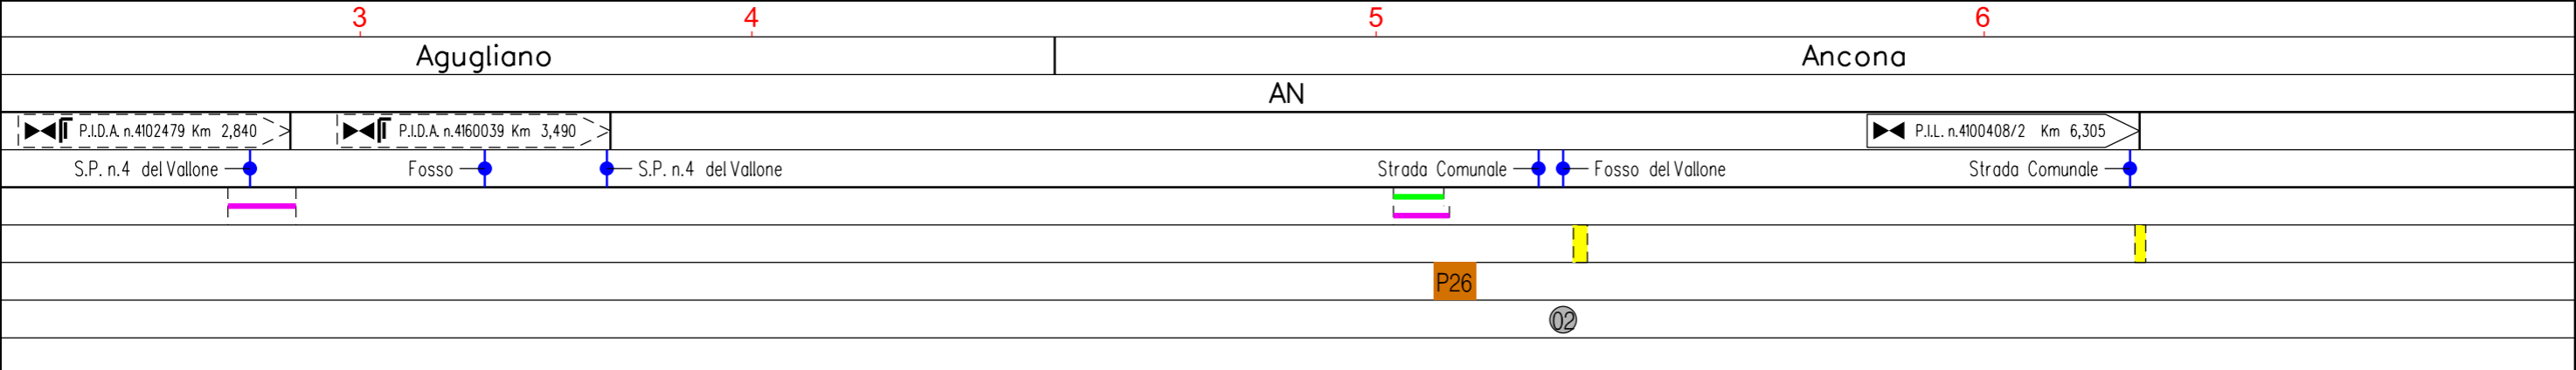 3 4 5 6
Agugliano Ancona
AN
P.I.D.A. n.4102479 Km 2,840 P.I.D.A. n.4160039 Km 3,490 P.I.L. n.4100408/2 Km 6,305
S.P. n.4 del Vallone Fosso S.P. n.4 del Vallone Strada Comunale Fosso del Vallone Strada Comunale
P26
02